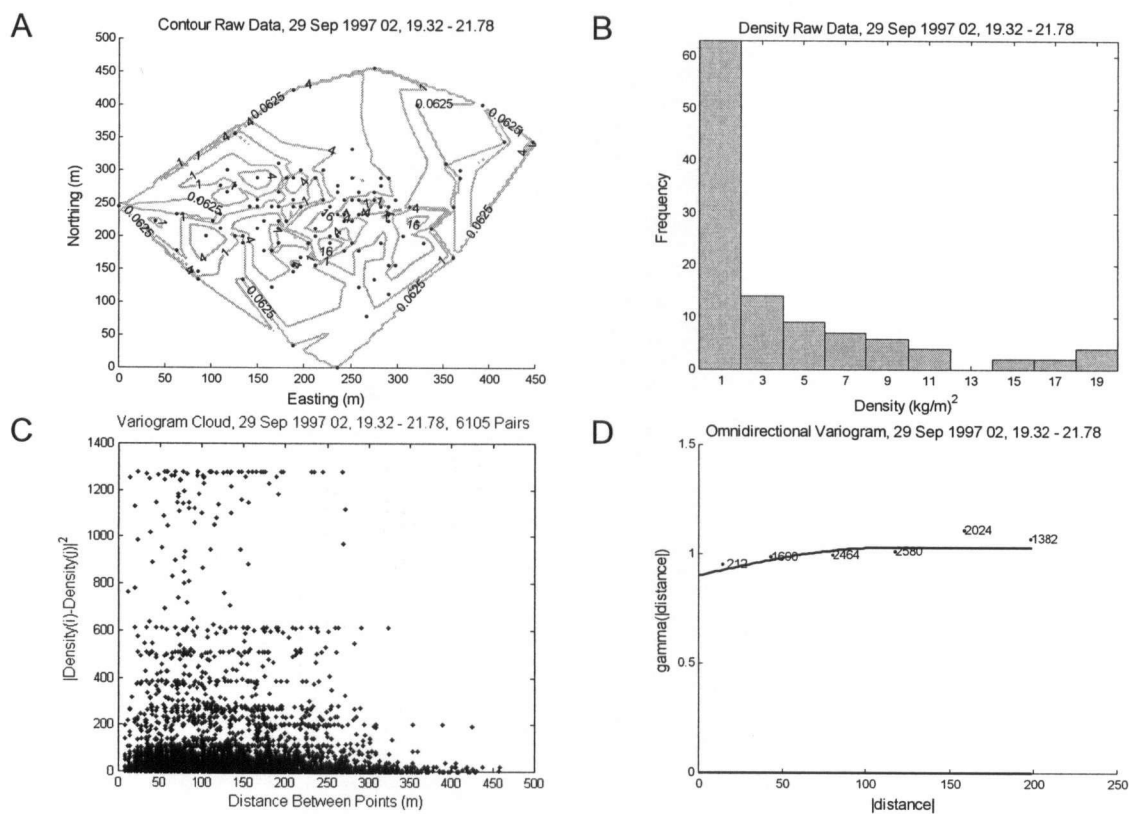 A
Contour Raw Data, 29 Sep 1997 02, 19.32 - 21.78
500
450
400
350
300
250
200
150
100
50
0
Northing (m)
0 50 100 150 200 250 300 350 400 450
Easting (m)
4
0.0625
0.0625
0.0625
0.0625
0.0625
0.0625
0.0625
0.0625
16
16
16
B
Density Raw Data, 29 Sep 1997 02, 19.32 - 21.78
60
50
40
30
20
10
0
Frequency
1 3 5 7 9 11 13 15 17 19
Density (kg/m)2
C
Variogram Cloud, 29 Sep 1997 02, 19.32 - 21.78, 6105 Pairs
1400
1200
1000
800
600
400
200
0
|Density(i)-Density(j)|2
0 50 100 150 200 250 300 350 400 450 500
Distance Between Points (m)
D
Omnidirectional Variogram, 29 Sep 1997 02, 19.32 - 21.78
1.5
1
0.5
0
gamma(|distance|)
212
2464
2580
2024
1382
0 50 100 150 200 250
|distance|